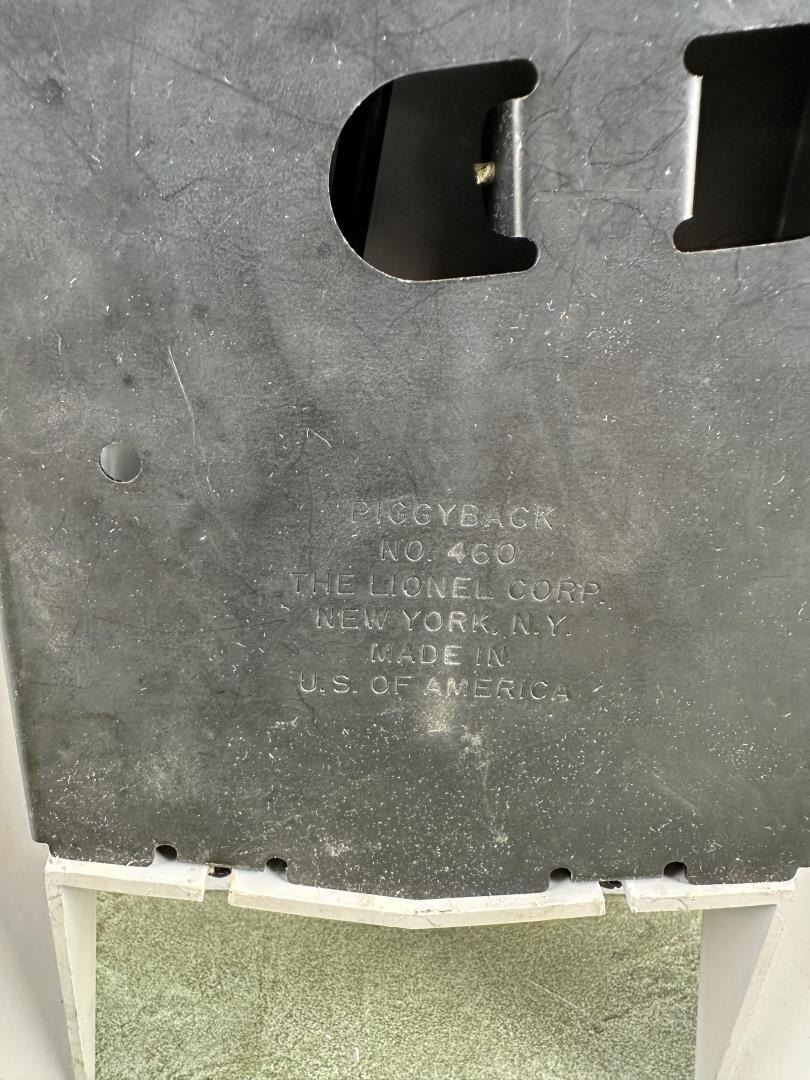 PIGGYBACK
NO. 460
THE LIONEL CORP.
NEW YORK, N.Y.
MADE IN
U.S. OF AMERICA